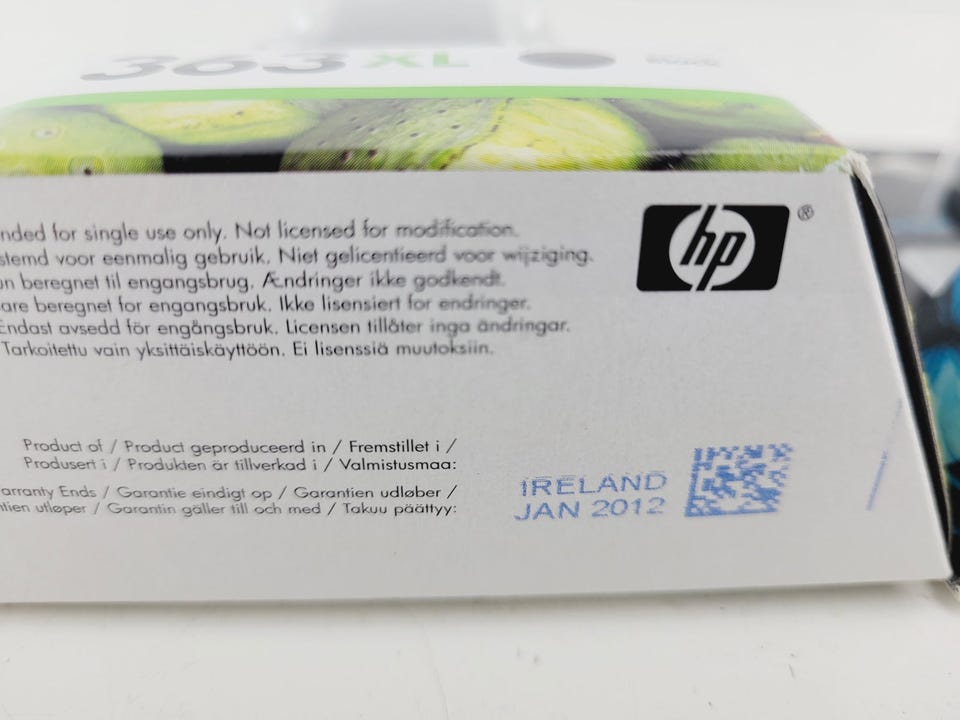 363XL
nded for single use only. Not licensed for modification.
stemd voor eenmalig gebruik. Niet gelicentieerd voor wijziging.
n beregnet til engangsbrug. Ændringer ikke godkendt.
are beregnet for engangsbruk. Ikke lisensiert for endringer.
Endast avsedd för engångsbruk. Licensen tillåter inga ändringar.
Tarkoitettu vain yksittäiskäyttöön. Ei lisenssiä muutoksiin.
hp®
Product of / Product geproduceerd in / Fremstillet i /
Produsert i / Produkten är tillverkad i / Valmistusmaa:
IRELAND
arranty Ends / Garantie eindigt op / Garantien udløber /
ntien utløper / Garantin gäller till och med / Takuu päättyy:
JAN 2012